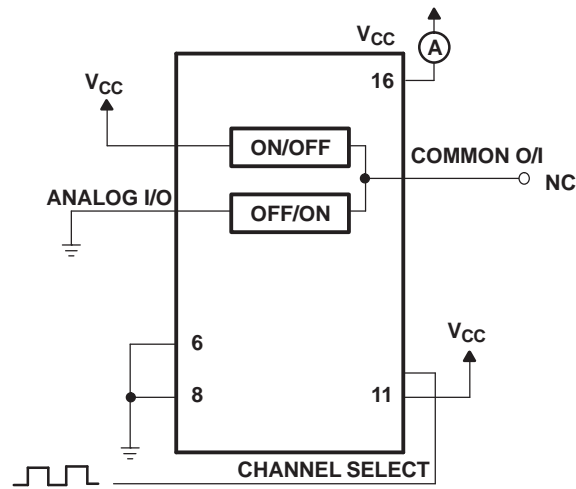 VCC
A
16
VCC
ON/OFF
COMMON O/I
NC
ANALOG I/O
OFF/ON
6
VCC
8
11
CHANNEL SELECT